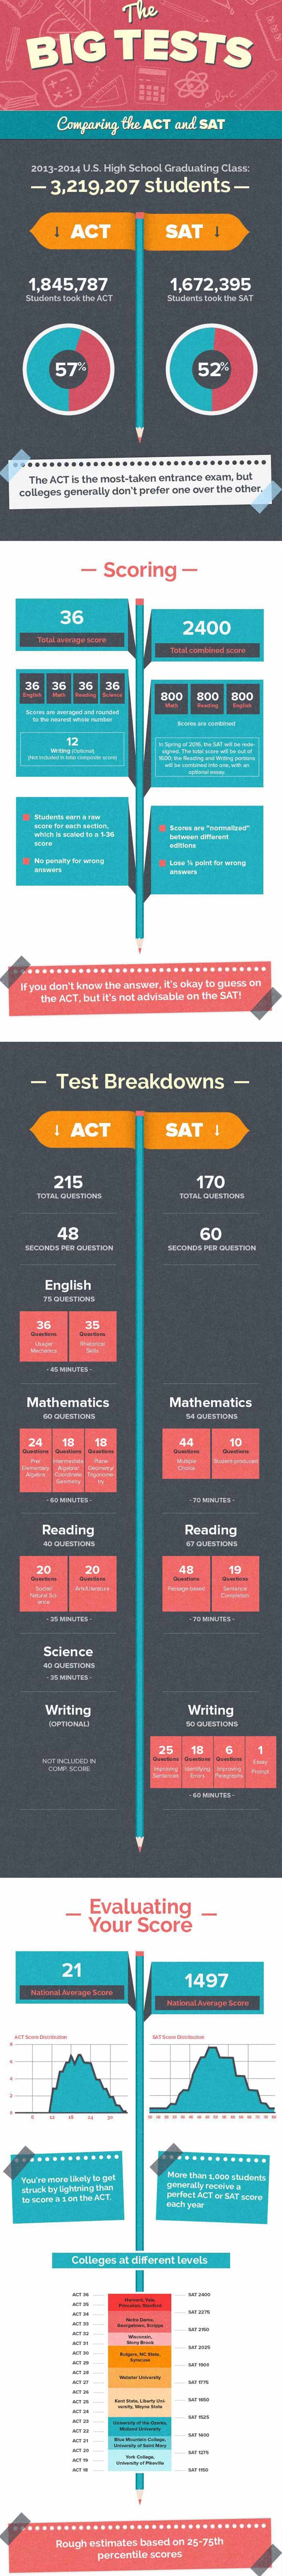 The
BIG TESTS
Comparing the ACT and SAT
2013-2014 U.S. High School Graduating Class:
3,219,207 students
ACT
SAT
1,845,787
Students took the ACT
1,672,395
Students took the SAT
57%
52%
The ACT is the most-taken entrance exam, but
colleges generally don't prefer one over the other.
Scoring
36
Total average score
2400
Total combined score
36 English
36 Math
36 Reading
36 Science
Scores are averaged and rounded
to the nearest whole number
12
Writing (Optional)
(Not included in total composite score)
800 Math
800 Reading
800 English
Scores are combined
In Spring of 2016, the SAT will be rede-
signed. The total score will be out of
1600; the Reading and Writing portions
will be combined into one, with an
optional essay.
Students earn a raw
score for each section,
which is scaled to a 1-36
score
No penalty for wrong
answers
Scores are "normalized"
between different
editions
Lose ¼ point for wrong
answers
If you don't know the answer, it's okay to guess on
the ACT, but it's not advisable on the SAT!
Test Breakdowns
ACT
SAT
215
TOTAL QUESTIONS
170
TOTAL QUESTIONS
48
SECONDS PER QUESTION
60
SECONDS PER QUESTION
English
75 QUESTIONS
36
Questions
Usage/
Mechanics
35
Questions
Rhetorical
Skills
- 45 MINUTES -
Mathematics
60 QUESTIONS
24
Questions
Pre/
Elementary
Algebra
18
Questions
Intermediate
Algebra/
Coordinate
Geometry
18
Questions
Plane
Geometry/
Trigonome-
try
- 60 MINUTES -
Mathematics
54 QUESTIONS
44
Questions
Multiple
Choice
10
Questions
Student-produced
- 70 MINUTES -
Reading
40 QUESTIONS
20
Questions
Social/
Natural Sci-
ence
20
Questions
Arts/Literature
- 35 MINUTES -
Reading
67 QUESTIONS
48
Questions
Passage-based
19
Questions
Sentence
Completion
- 70 MINUTES -
Science
40 QUESTIONS
- 35 MINUTES -
Writing
(OPTIONAL)
NOT INCLUDED IN
COMP. SCORE
Writing
50 QUESTIONS
25
Questions
Improving
Sentences
18
Questions
Identifying
Errors
6
Questions
Improving
Paragraphs
1
Essay
Prompt
- 60 MINUTES -
Evaluating
Your Score
21
National Average Score
1497
National Average Score
ACT Score Distribution
8
6
4
2
0
6 12 18 24 30
SAT Score Distribution
You're more likely to get
struck by lightning than
to score a 1 on the ACT.
More than 1,000 students
generally receive a
perfect ACT or SAT score
each year
Colleges at different levels
ACT 36
ACT 35
ACT 34
ACT 33
ACT 32
ACT 31
ACT 30
ACT 29
ACT 28
ACT 27
ACT 26
ACT 25
ACT 24
ACT 23
ACT 22
ACT 21
ACT 20
ACT 19
ACT 18
Harvard, Yale,
Princeton, Stanford
Notre Dame,
Georgetown, Scripps
Wisconsin,
Stony Brook
Rutgers, NC State,
Syracuse
Webster University
Kent State, Liberty Uni-
versity, Wayne State
University of the Ozarks,
Midland University
Blue Mountain College,
University of Saint Mary
York College,
University of Pikeville
SAT 2400
SAT 2275
SAT 2150
SAT 2025
SAT 1900
SAT 1775
SAT 1650
SAT 1525
SAT 1400
SAT 1275
SAT 1150
Rough estimates based on 25-75th
percentile scores